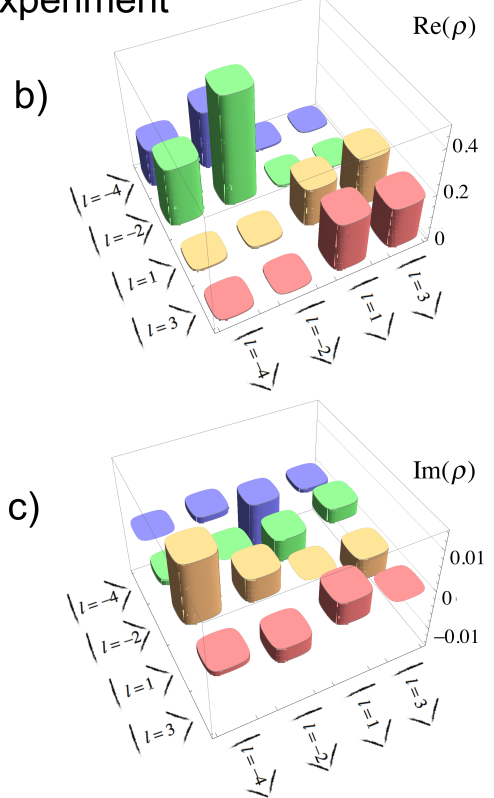 xperiment
Re(ρ)
b)
0.4
0.2
0
|l=-4⟩
|l=-2⟩
|l=1⟩
|l=3⟩
|l=-4⟩
|l=-2⟩
|l=1⟩
|l=3⟩
Im(ρ)
c)
0.01
0
-0.01
|l=-4⟩
|l=-2⟩
|l=1⟩
|l=3⟩
|l=-4⟩
|l=-2⟩
|l=1⟩
|l=3⟩